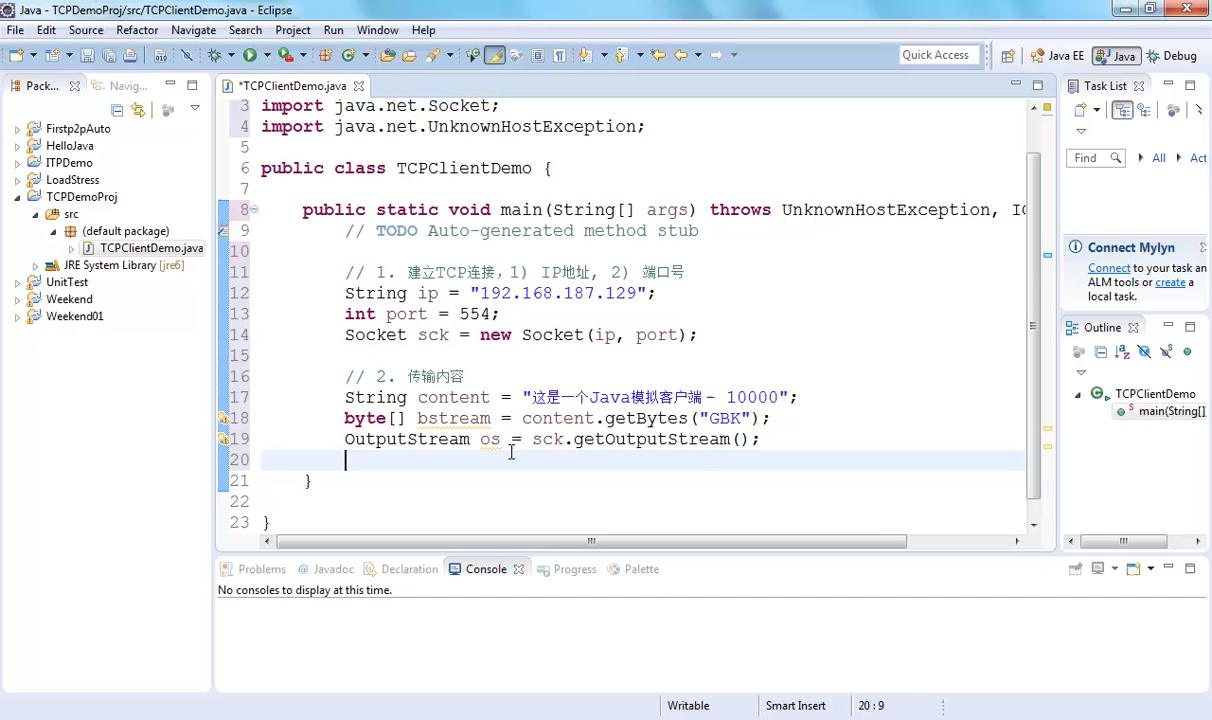 Java - TCPDemoProj/src/TCPClientDemo.java - Eclipse
File Edit Source Refactor Navigate Search Project Run Window Help
Quick Access Java EE Java Debug
Pack... Navig...
Firstp2pAuto
HelloJava
ITPDemo
LoadStress
TCPDemoProj
src
(default package)
TCPClientDemo.java
JRE System Library [jre6]
UnitTest
Weekend
Weekend01
*TCPClientDemo.java
3 import java.net.Socket;
4 import java.net.UnknownHostException;
5
6 public class TCPClientDemo {
7
8 public static void main(String[] args) throws UnknownHostException, IO
9 // TODO Auto-generated method stub
10
11 // 1. 建立TCP连接，1) IP地址, 2) 端口号
12 String ip = "192.168.187.129";
13 int port = 554;
14 Socket sck = new Socket(ip, port);
15
16 // 2. 传输内容
17 String content = "这是一个Java模拟客户端 - 10000";
18 byte[] bstream = content.getBytes("GBK");
19 OutputStream os = sck.getOutputStream();
20
21 }
22
23 }
Task List
Find All Act
Connect Mylyn
Connect to your task an
ALM tools or create a
local task.
Outline
TCPClientDemo
main(String[]
Problems @ Javadoc Declaration Console Progress Palette
No consoles to display at this time.
Writable Smart Insert 20 : 9